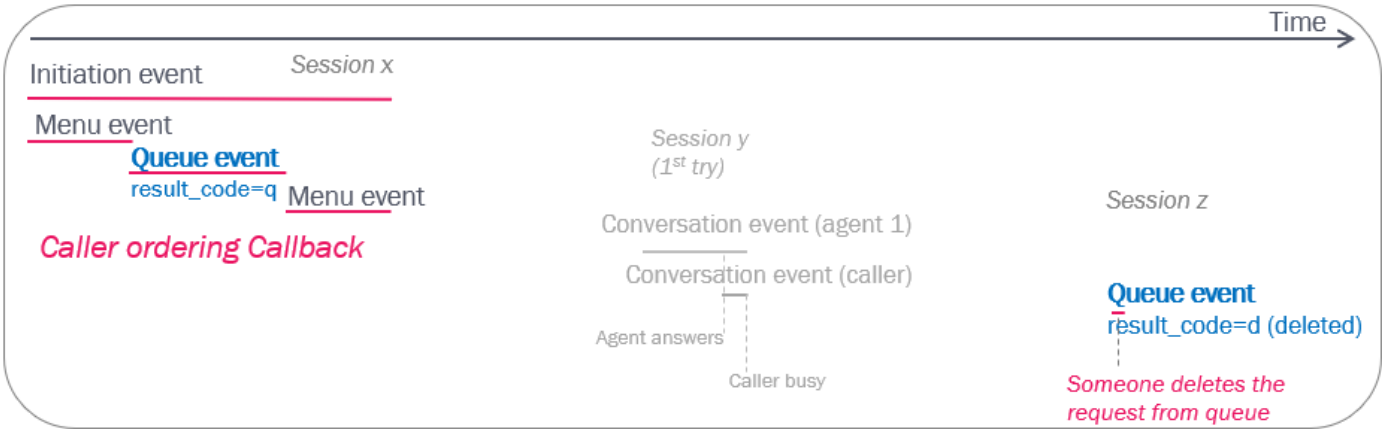 Time
Initiation event
Session x
Menu event
Queue event
result_code=q
Menu event
Caller ordering Callback
Session y
(1st try)
Conversation event (agent 1)
Conversation event (caller)
Agent answers
Caller busy
Session z
Queue event
result_code=d (deleted)
Someone deletes the
request from queue